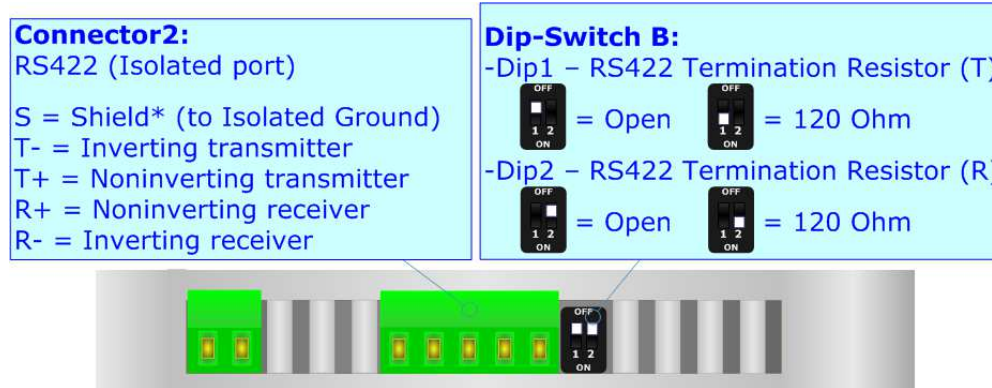 Connector2:
RS422 (Isolated port)
S = Shield* (to Isolated Ground)
T- = Inverting transmitter
T+ = Noninverting transmitter
R+ = Noninverting receiver
R- = Inverting receiver
Dip-Switch B:
-Dip1 – RS422 Termination Resistor (T)
OFF
1 2
ON
= Open
OFF
1 2
ON
= 120 Ohm
-Dip2 – RS422 Termination Resistor (R)
OFF
1 2
ON
= Open
OFF
1 2
ON
= 120 Ohm
OFF
1 2
ON